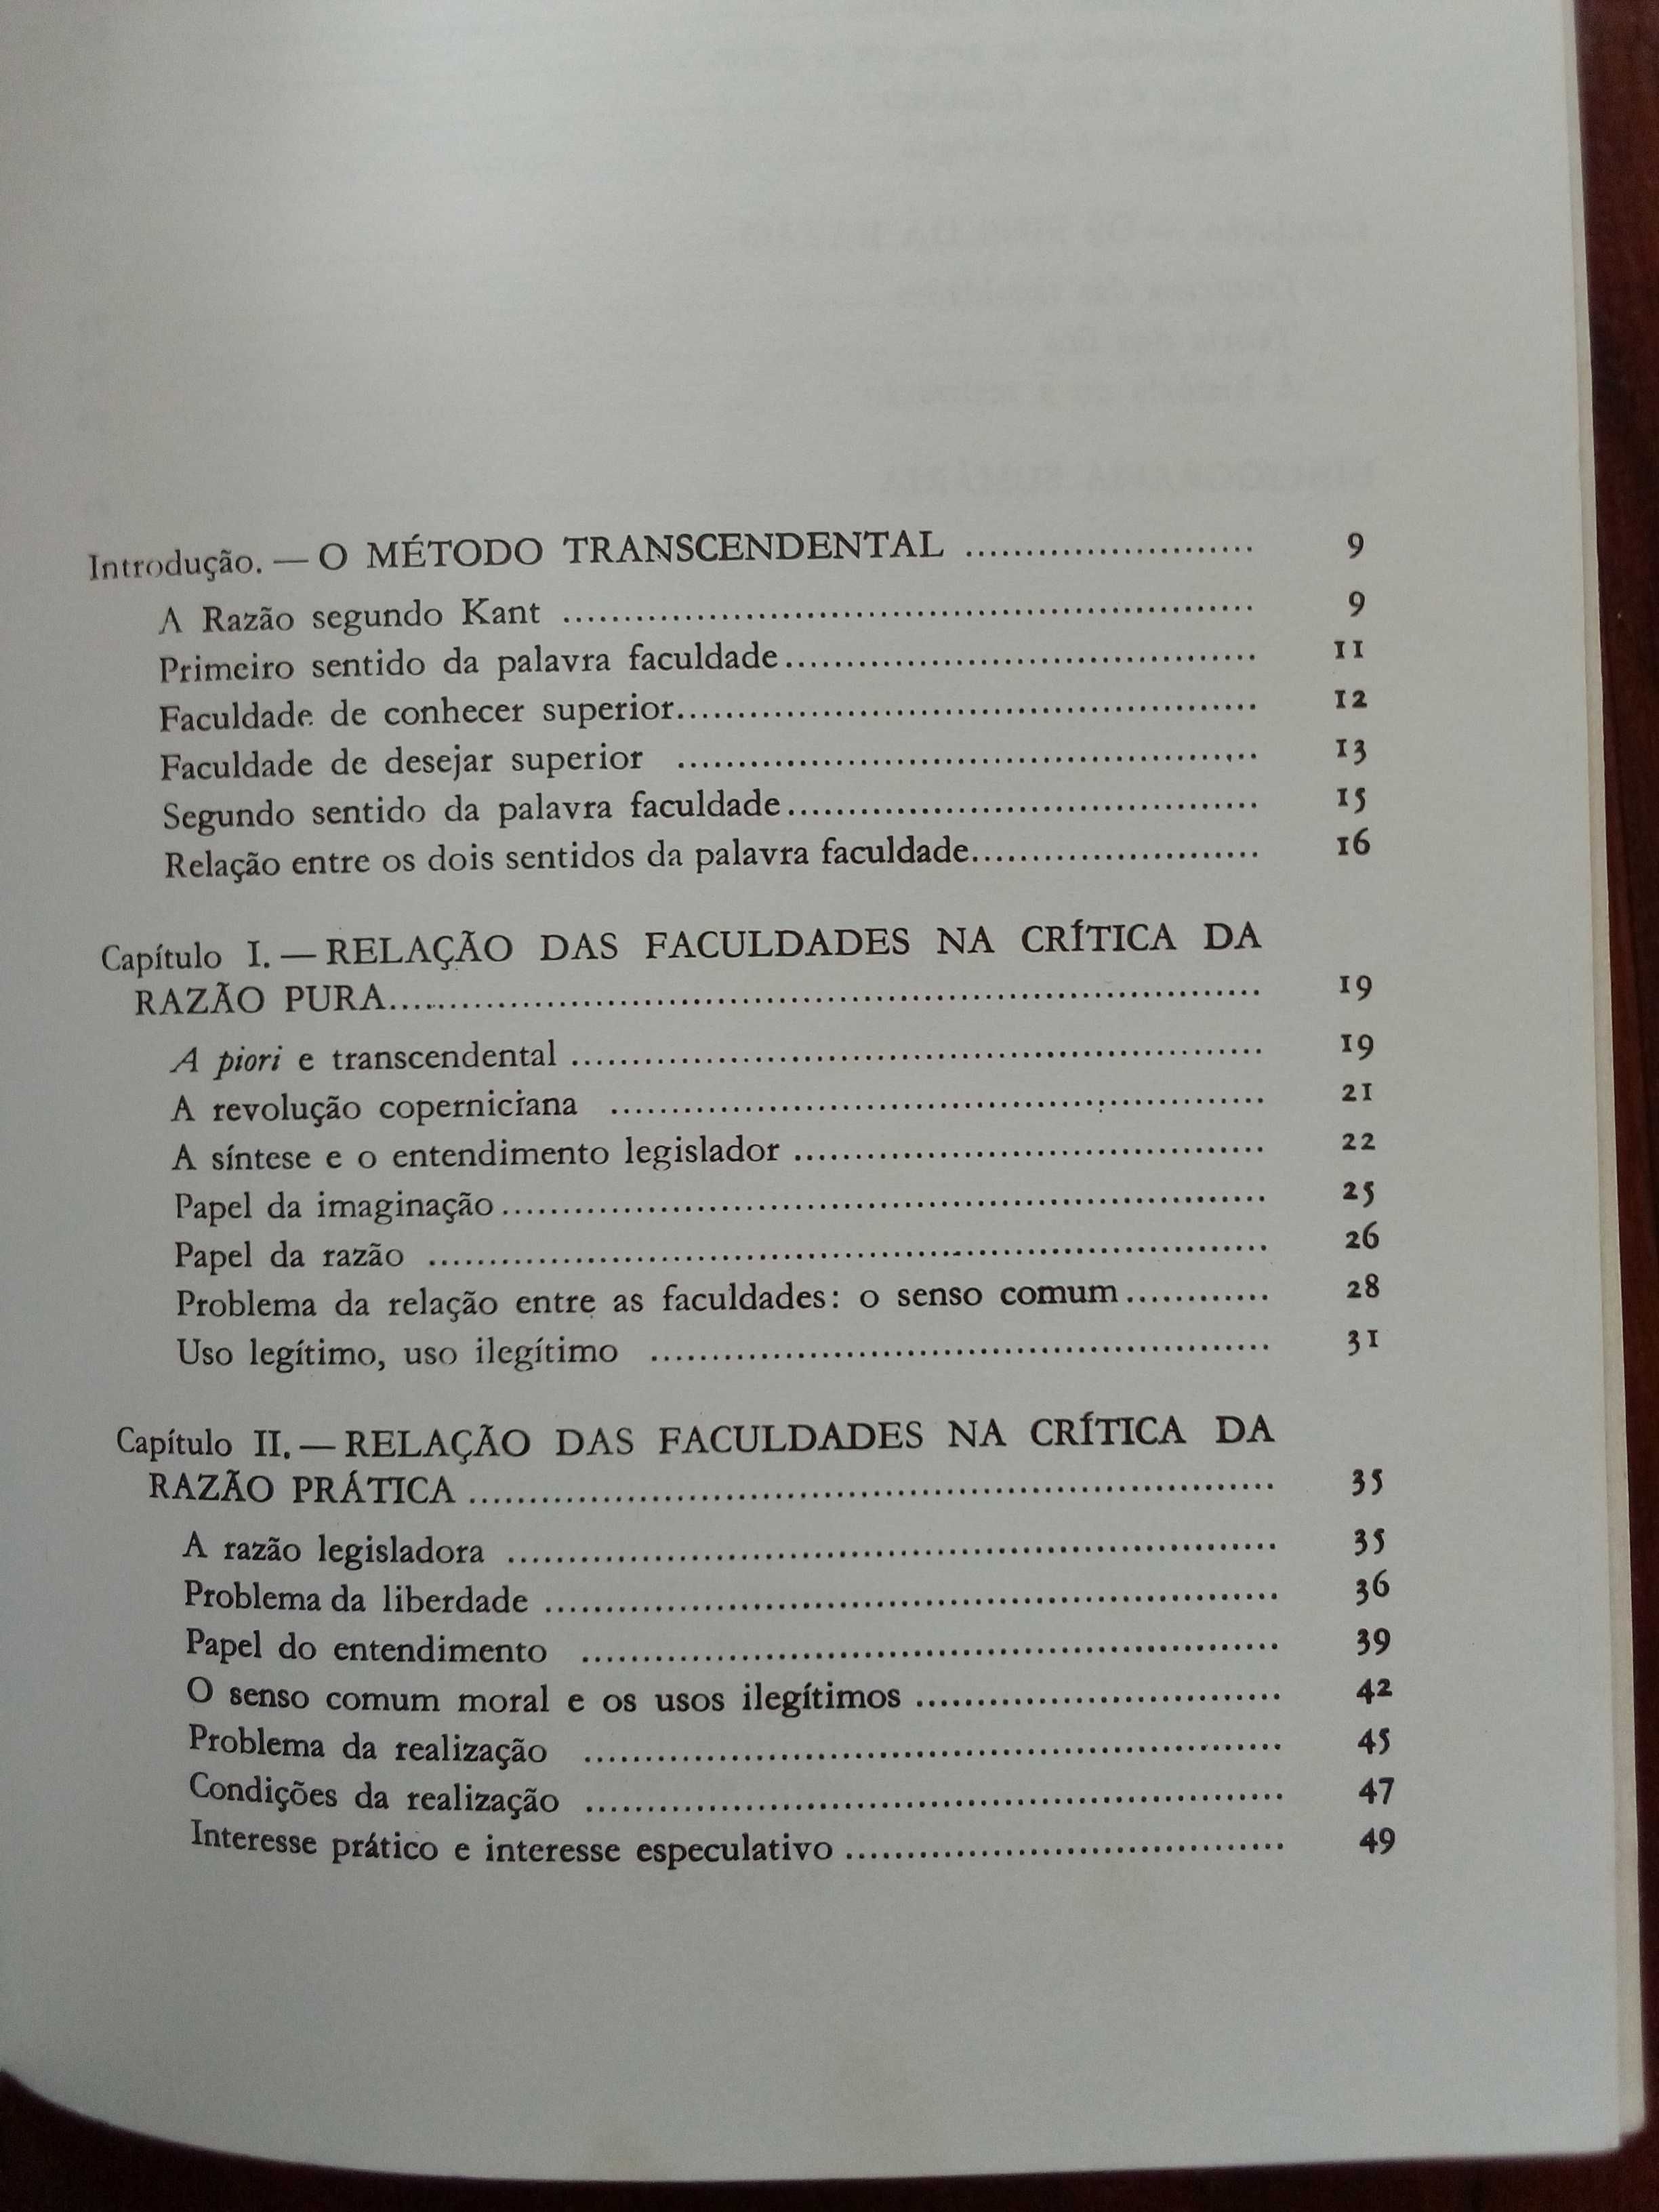 Introdução. — O MÉTODO TRANSCENDENTAL ........................ 9
A Razão segundo Kant ........................ 9
Primeiro sentido da palavra faculdade ........................ 11
Faculdade de conhecer superior ........................ 12
Faculdade de desejar superior ........................ 13
Segundo sentido da palavra faculdade ........................ 15
Relação entre os dois sentidos da palavra faculdade ........................ 16
Capítulo I. — RELAÇÃO DAS FACULDADES NA CRÍTICA DA
RAZÃO PURA ........................ 19
A piori e transcendental ........................ 19
A revolução coperniciana ........................ 21
A síntese e o entendimento legislador ........................ 22
Papel da imaginação ........................ 25
Papel da razão ........................ 26
Problema da relação entre as faculdades: o senso comum ............ 28
Uso legítimo, uso ilegítimo ........................ 31
Capítulo II. — RELAÇÃO DAS FACULDADES NA CRÍTICA DA
RAZÃO PRÁTICA ........................ 35
A razão legisladora ........................ 35
Problema da liberdade ........................ 36
Papel do entendimento ........................ 39
O senso comum moral e os usos ilegítimos ........................ 42
Problema da realização ........................ 45
Condições da realização ........................ 47
Interesse prático e interesse especulativo ........................ 49